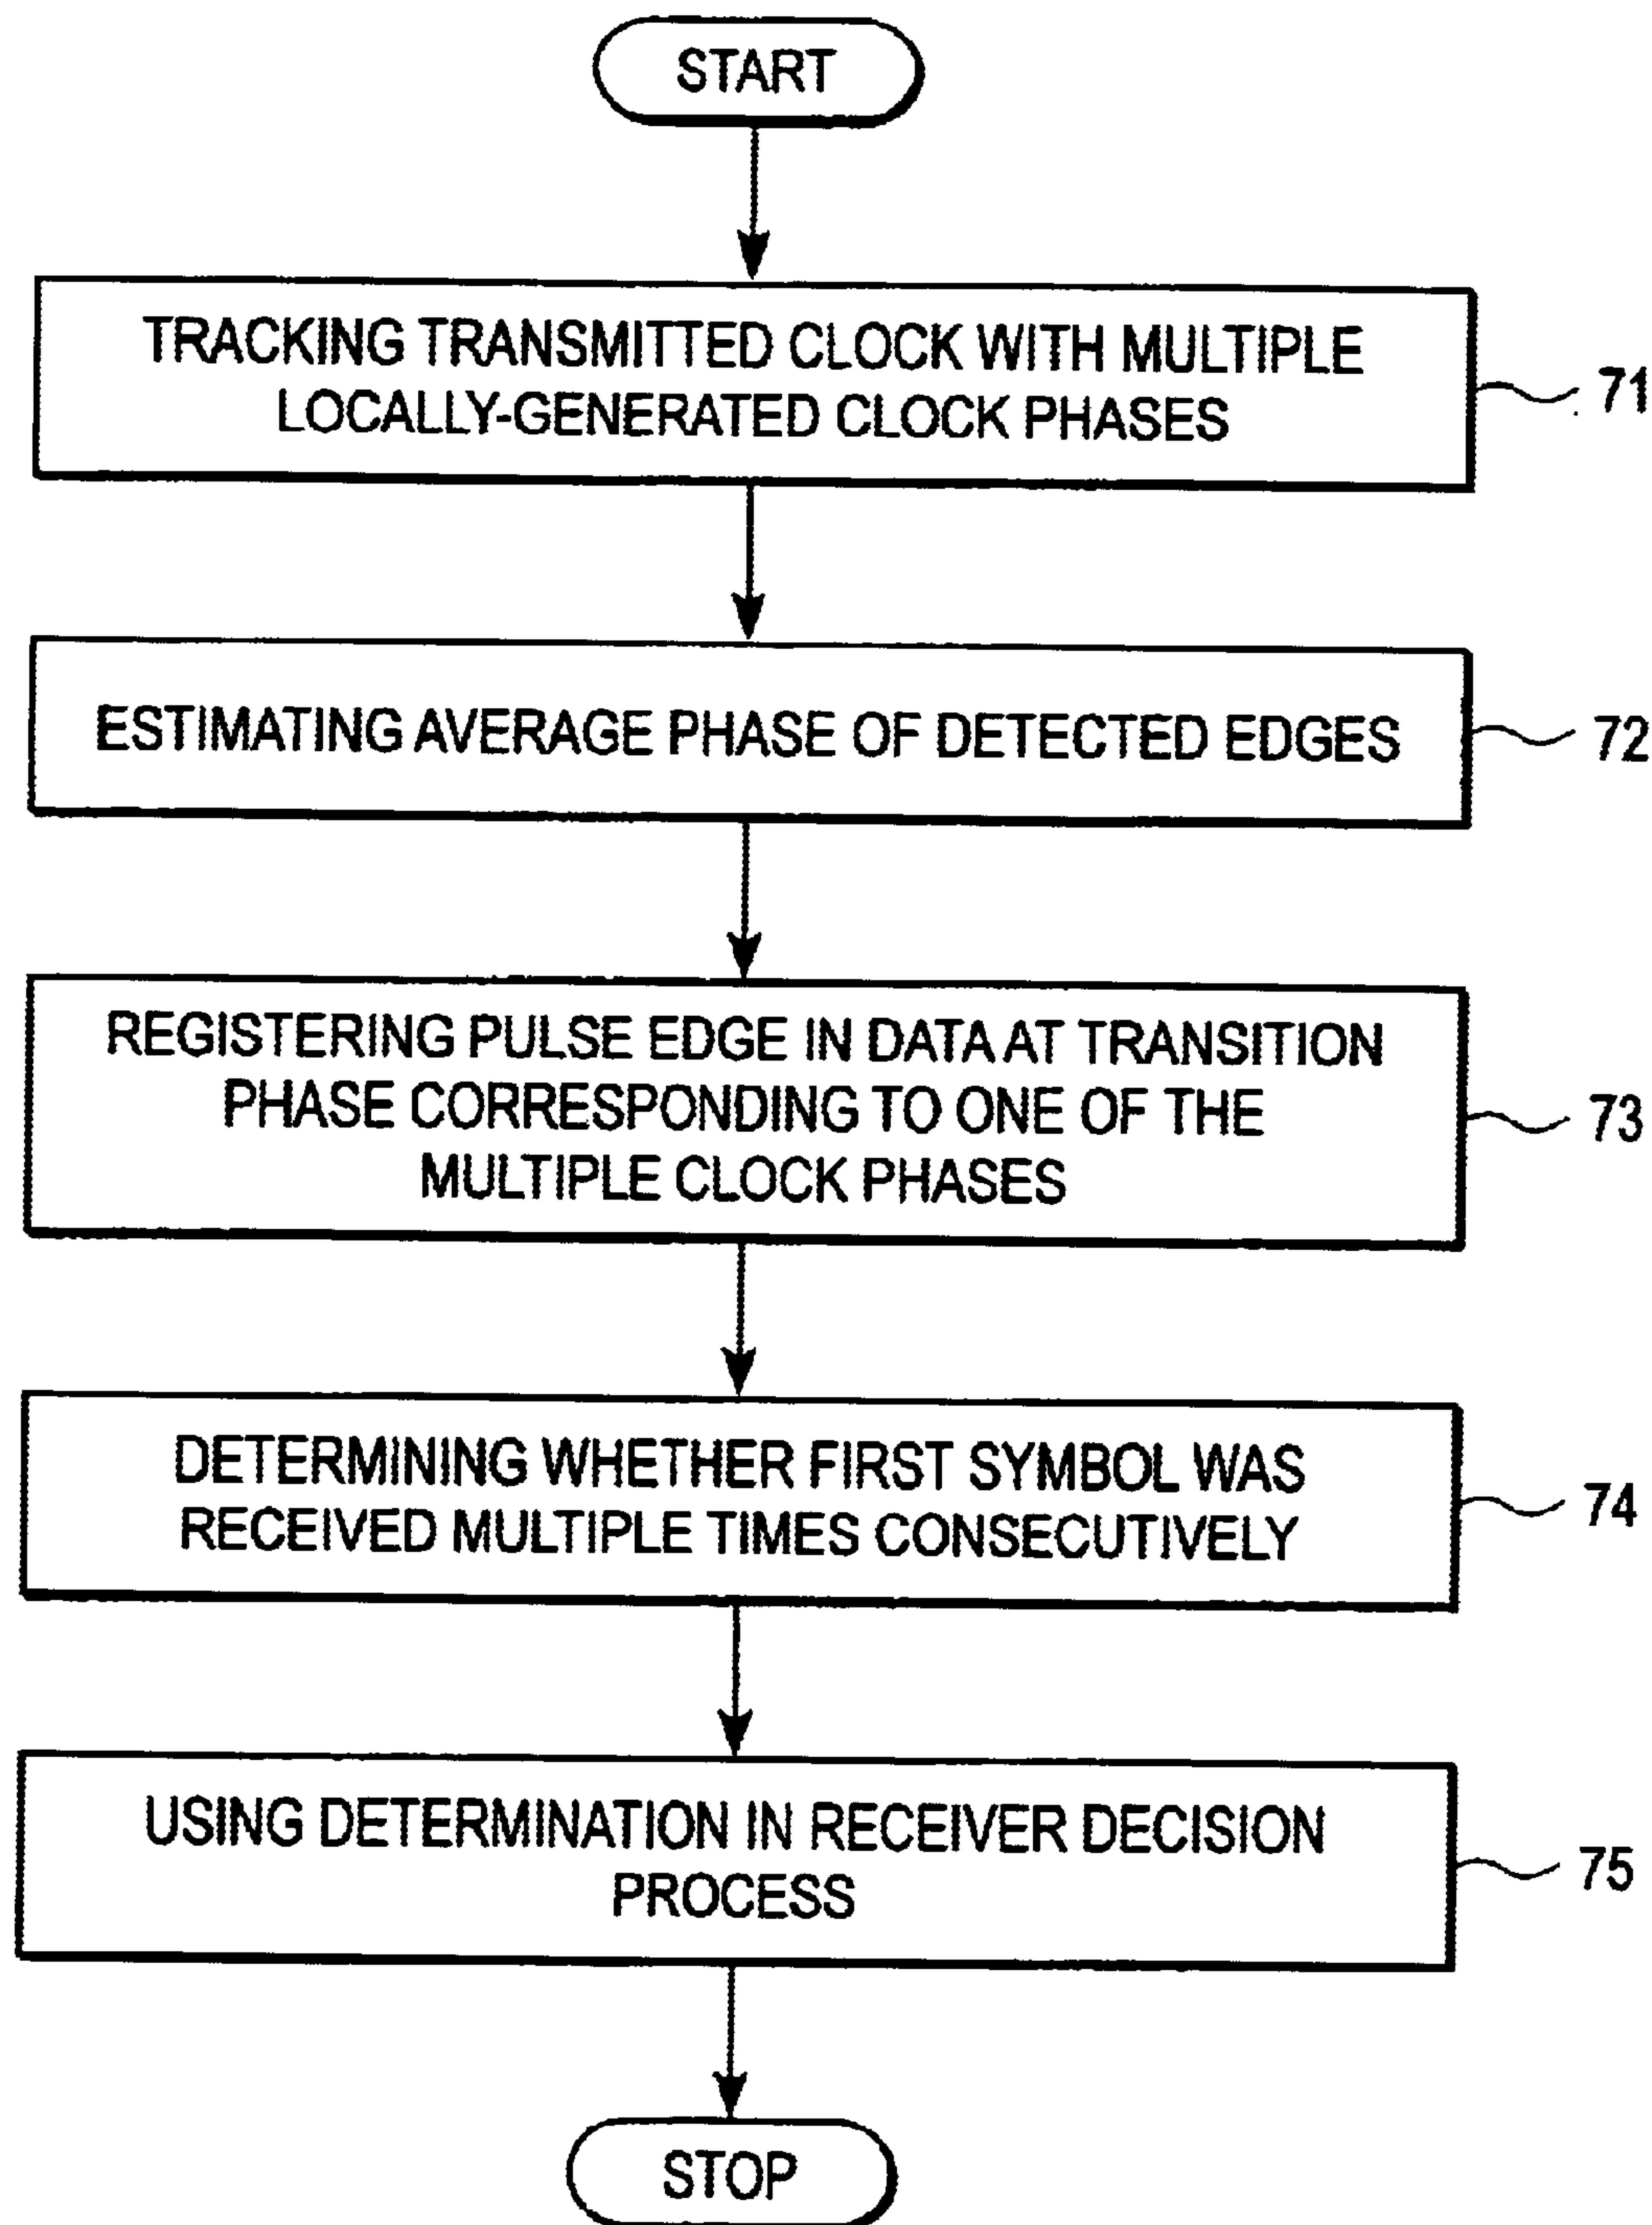 START
TRACKING TRANSMITTED CLOCK WITH MULTIPLE
LOCALLY-GENERATED CLOCK PHASES
71
ESTIMATING AVERAGE PHASE OF DETECTED EDGES
72
REGISTERING PULSE EDGE IN DATA AT TRANSITION
PHASE CORRESPONDING TO ONE OF THE
MULTIPLE CLOCK PHASES
73
DETERMINING WHETHER FIRST SYMBOL WAS
RECEIVED MULTIPLE TIMES CONSECUTIVELY
74
USING DETERMINATION IN RECEIVER DECISION
PROCESS
75
STOP